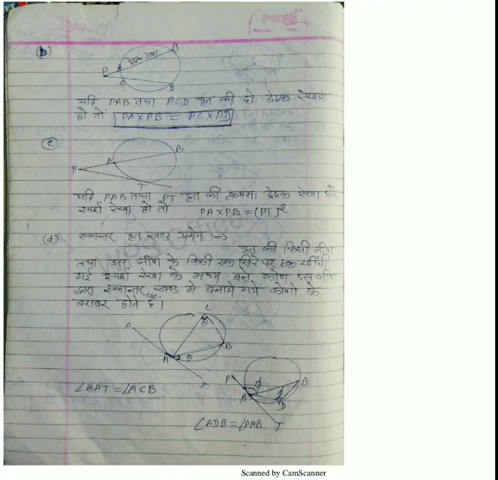 (b)
P A B C D
यदि PAB तथा PCD वृत की दो छेदक रेखाएं
हो तो PA×PB = PC×PD
(c)
P A B T
यदि PAB तथा PT वृत की क्रमशः छेदक रेखा और
स्पर्श रेखा हो तो PA×PB = (PT)²
(d) एकान्तर वृत खण्ड प्रमेय :->
वृत की किसी जीवा
तथा उस जीवा के किसी एक सिरे पर खींची
गई स्पर्श रेखा के मध्य बने कोण उस जीवा
द्वारा एकान्तर खण्ड मे बनाये गये कोणो के
बराबर होते है।
P C θ A θ B T
∠BAT = ∠ACB
P A B D T
∠ADB = ∠PAB
Scanned by CamScanner